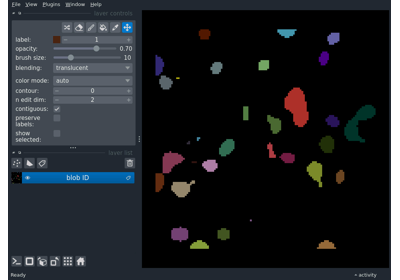 File View Plugins Window Help
layer controls
label: 1
opacity: 0.70
brush size: 10
blending: translucent
color mode: auto
contour: 0
n edit dim: 2
contiguous:
preserve
labels:
show
selected:
layer list
blob ID
Ready
activity